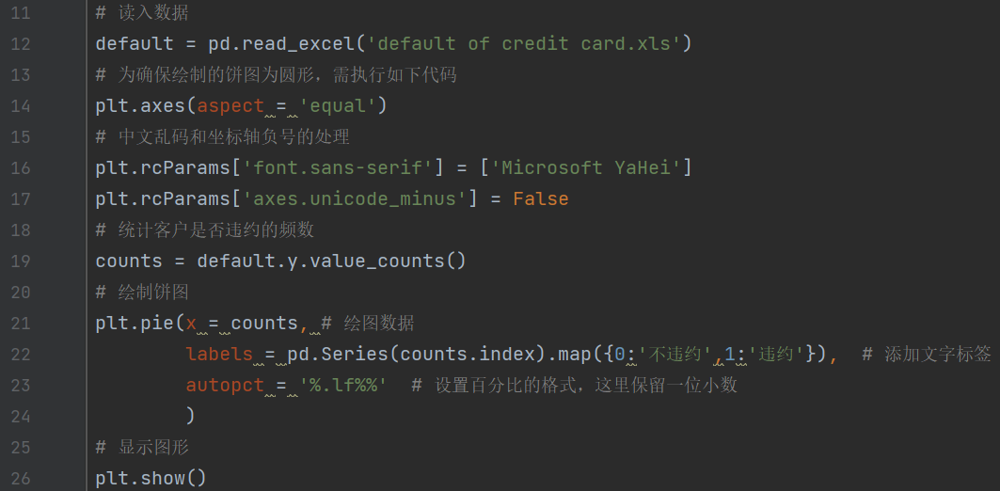 11 # 读入数据
12 default = pd.read_excel('default of credit card.xls')
13 # 为确保绘制的饼图为圆形，需执行如下代码
14 plt.axes(aspect = 'equal')
15 # 中文乱码和坐标轴负号的处理
16 plt.rcParams['font.sans-serif'] = ['Microsoft YaHei']
17 plt.rcParams['axes.unicode_minus'] = False
18 # 统计客户是否违约的频数
19 counts = default.y.value_counts()
20 # 绘制饼图
21 plt.pie(x = counts, # 绘图数据
22         labels = pd.Series(counts.index).map({0:'不违约',1:'违约'}),  # 添加文字标签
23         autopct = '%.lf%%'  # 设置百分比的格式，这里保留一位小数
24         )
25 # 显示图形
26 plt.show()